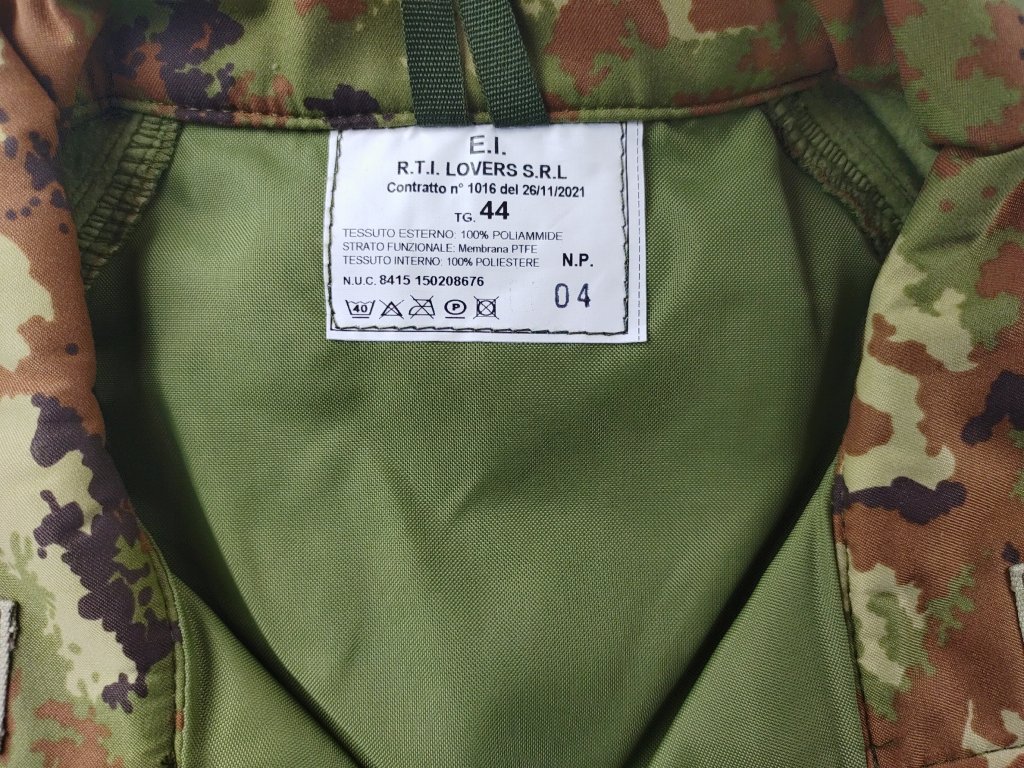 E.I.
R.T.I. LOVERS S.R.L
Contratto n° 1016 del 26/11/2021
TG. 44
TESSUTO ESTERNO: 100% POLIAMMIDE
STRATO FUNZIONALE: Membrana PTFE
TESSUTO INTERNO: 100% POLIESTERE N.P.
N.U.C. 8415 150208676
04
40 P